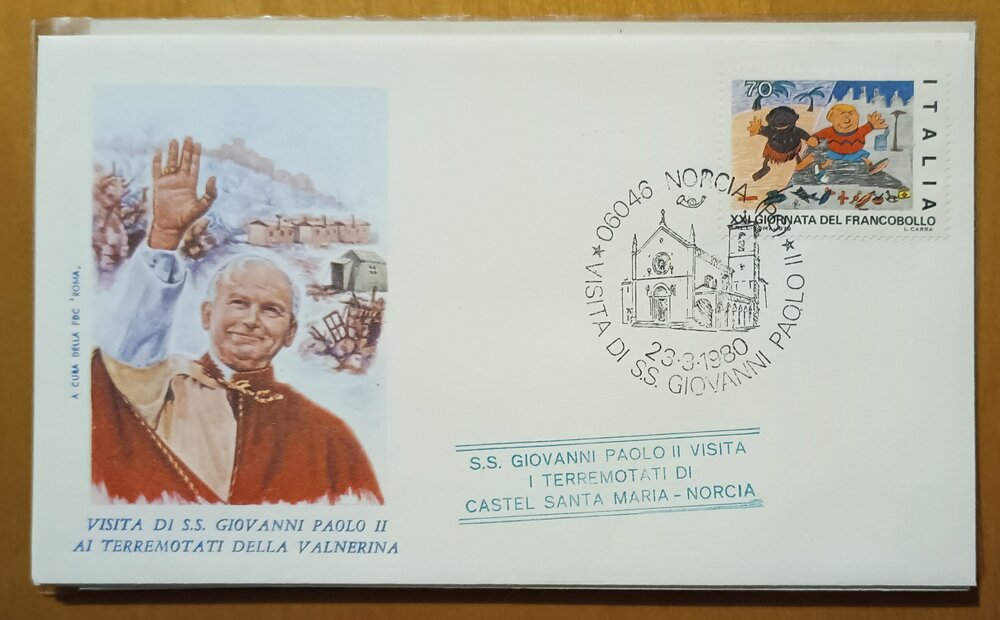 A CURA DELLA FDC "ROMA"
VISITA DI S.S. GIOVANNI PAOLO II
AI TERREMOTATI DELLA VALNERINA
70
ITALIA
XXI GIORNATA DEL FRANCOBOLLO
L. CARRA
06046 NORCIA (PG)
VISITA DI S.S. GIOVANNI PAOLO II
23-3-1980
S.S. GIOVANNI PAOLO II VISITA
I TERREMOTATI DI
CASTEL SANTA MARIA - NORCIA